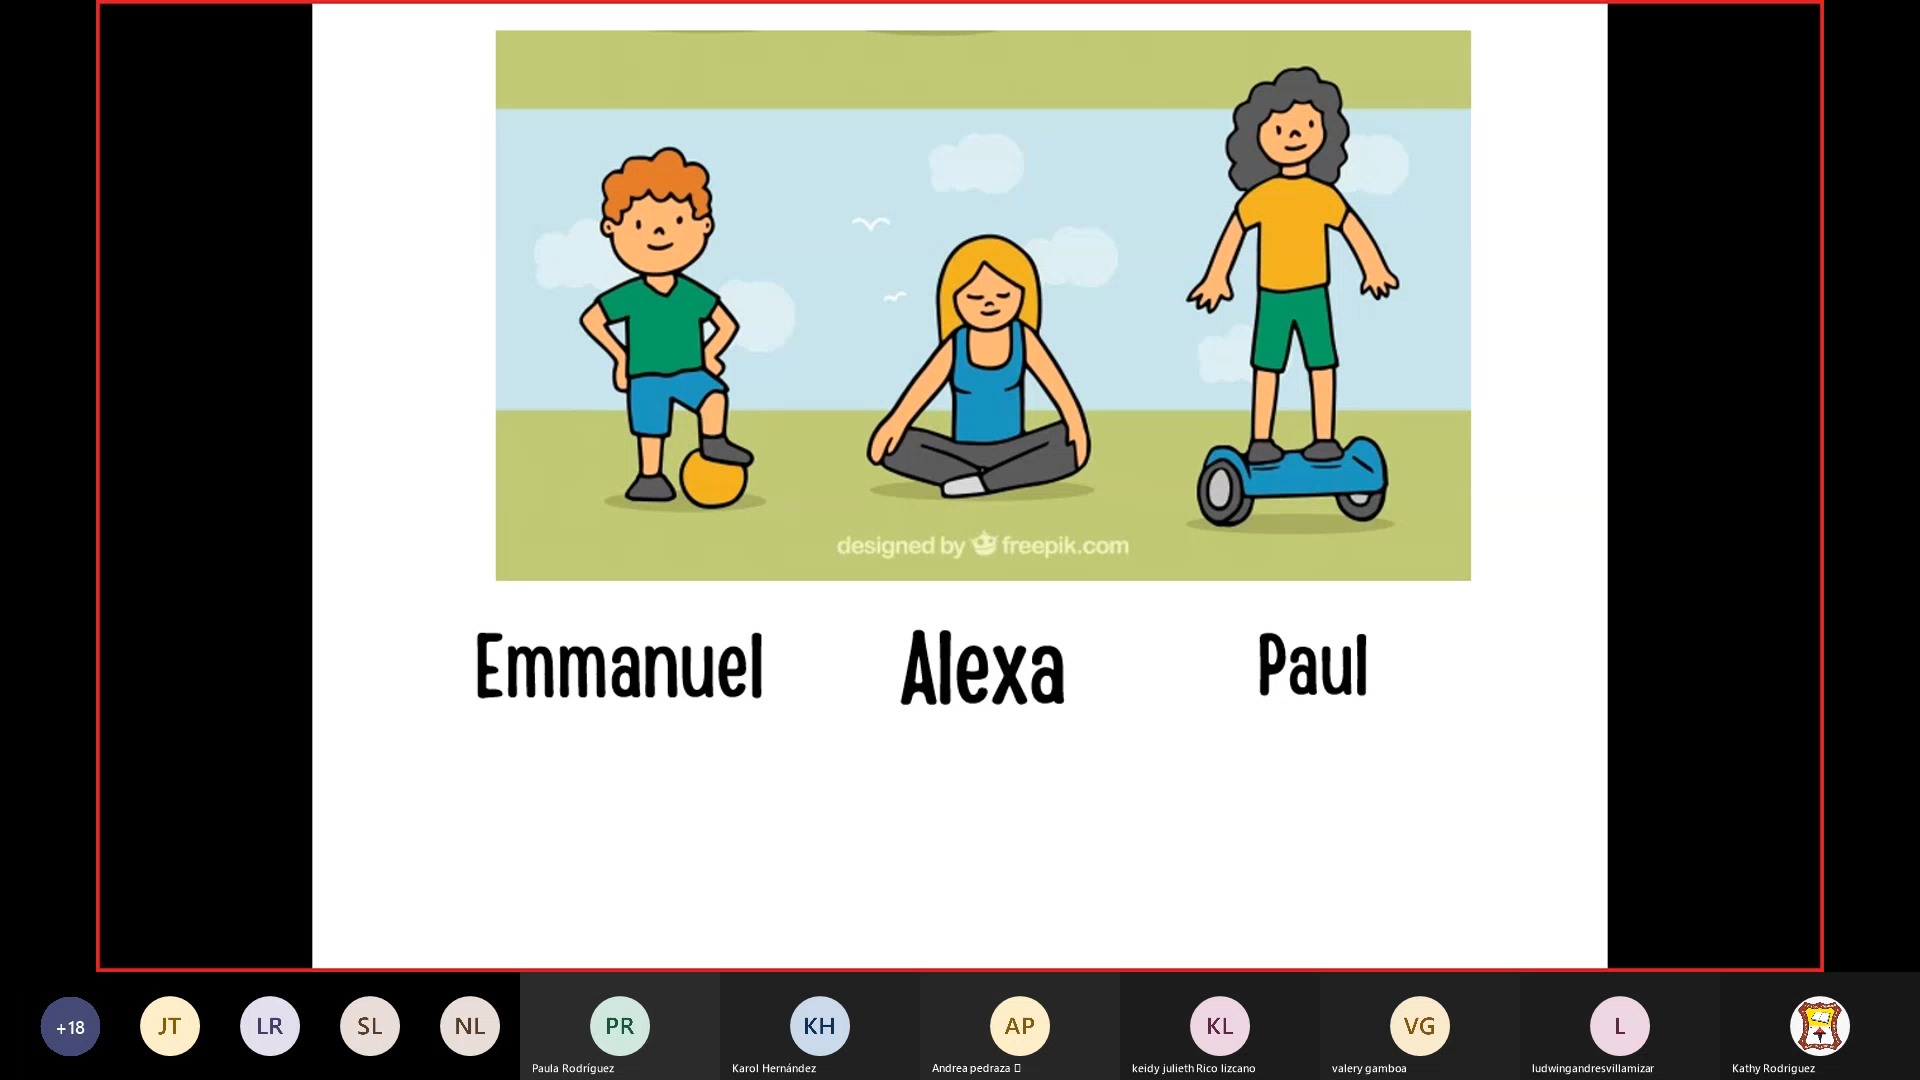 designed by freepik.com
Emmanuel Alexa Paul
+18 JT LR SL NL PR KH AP KL VG L
Paula Rodríguez Karol Hernández Andrea pedraza keidy julieth Rico lizcano valery gamboa ludwingandresvillamizar Kathy Rodriguez